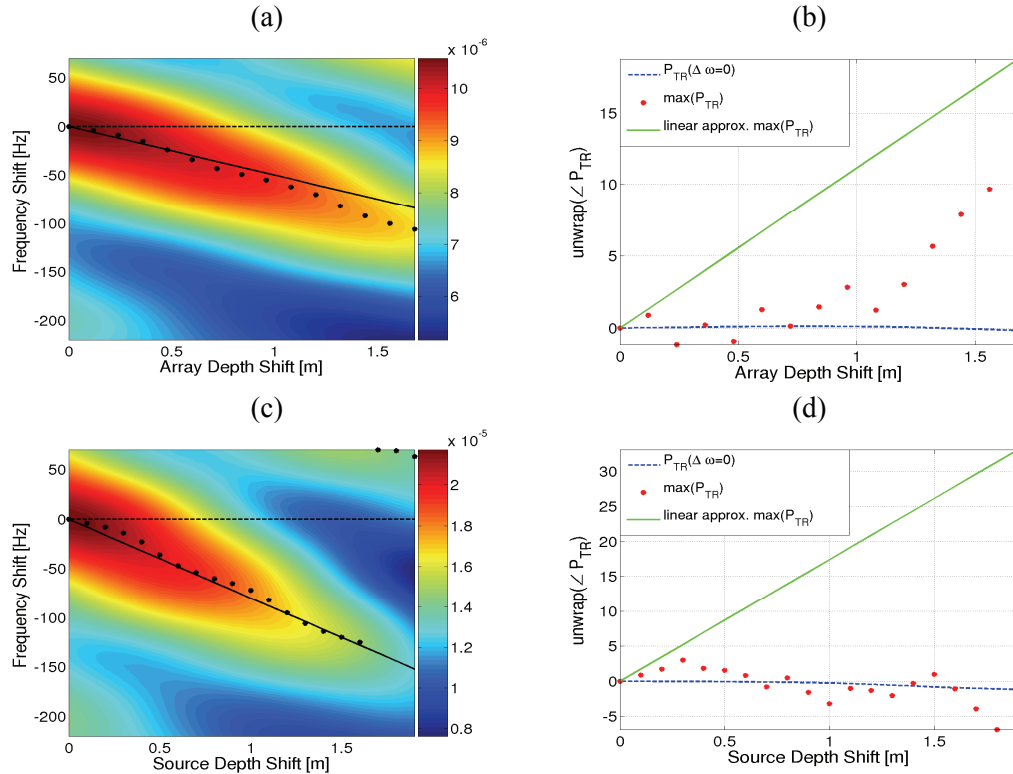 (a)
x 10^-6
50
0
-50
-100
-150
-200
Frequency Shift [Hz]
0
0.5
1
1.5
Array Depth Shift [m]
10
9
8
7
6
(b)
P_TR(Δ ω=0)
max(P_TR)
linear approx. max(P_TR)
15
10
5
0
unwrap(∠ P_TR)
0
0.5
1
1.5
Array Depth Shift [m]
(c)
x 10^-5
50
0
-50
-100
-150
-200
Frequency Shift [Hz]
0
0.5
1
1.5
Source Depth Shift [m]
2
1.8
1.6
1.4
1.2
1
0.8
(d)
P_TR(Δ ω=0)
max(P_TR)
linear approx. max(P_TR)
30
25
20
15
10
5
0
-5
unwrap(∠ P_TR)
0
0.5
1
1.5
Source Depth Shift [m]